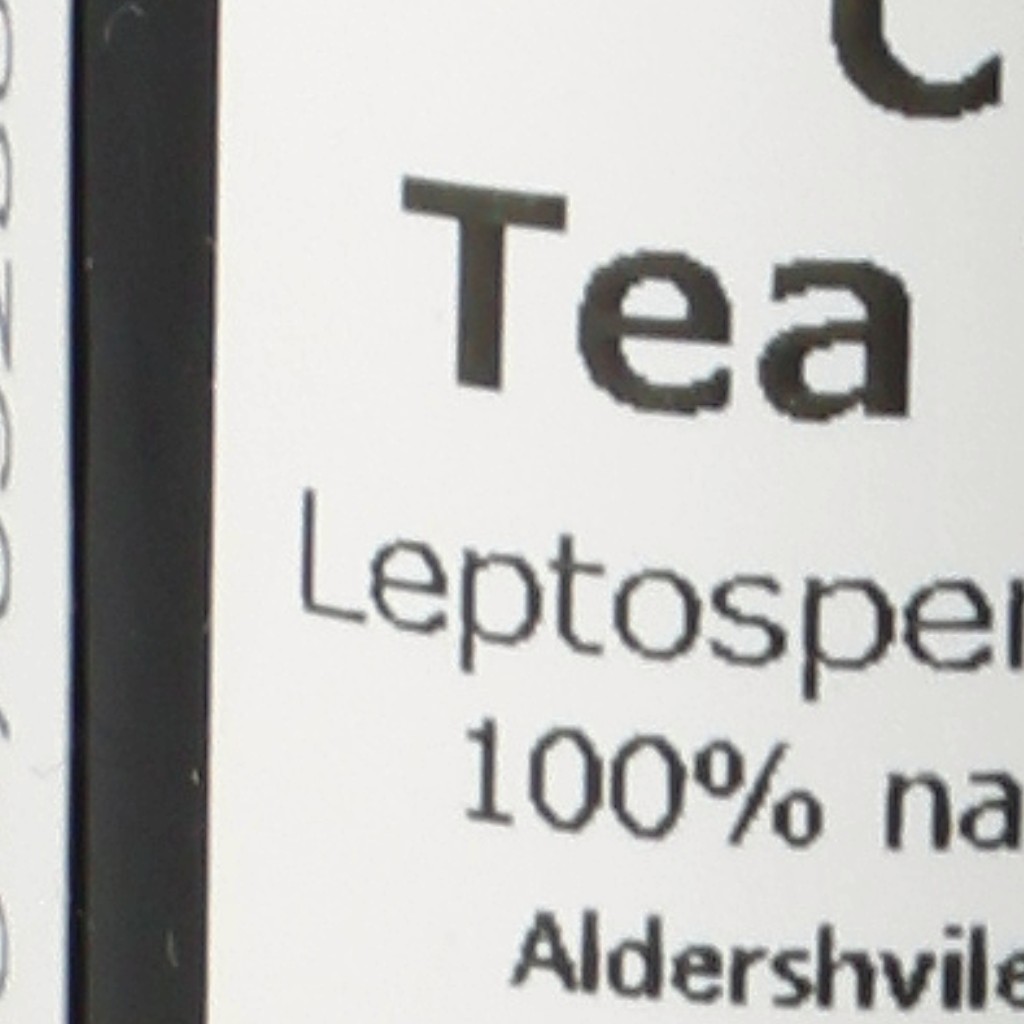 Tea
Leptosper
100% na
Aldershvile